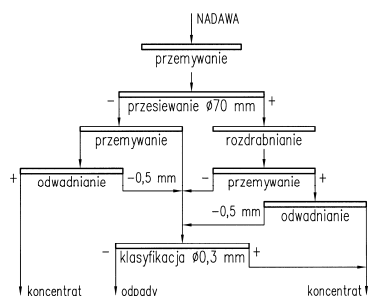 NADAWA
przemywanie
- przesiewanie Ø70 mm +
przemywanie
rozdrabnianie
+ odwadnianie -0,5 mm - przemywanie +
-0,5 mm odwadnianie
- klasyfikacja Ø0,3 mm +
koncentrat odpady koncentrat